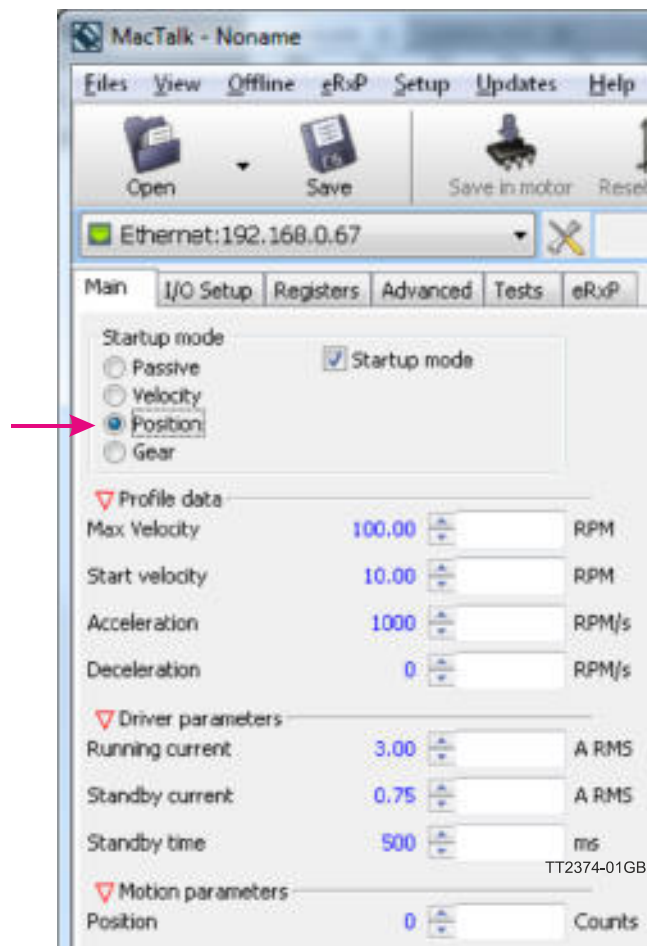 MacTalk - Noname
Files View Offline eRxP Setup Updates Help
Open Save Save in motor
Ethernet:192.168.0.67
Main I/O Setup Registers Advanced Tests eRxP
Startup mode
Startup mode
Passive
Velocity
Position
Gear
Profile data
Max Velocity 100.00 RPM
Start velocity 10.00 RPM
Acceleration 1000 RPM/s
Deceleration 0 RPM/s
Driver parameters
Running current 3.00 A RMS
Standby current 0.75 A RMS
Standby time 500 ms
TT2374-01GB
Motion parameters
Position 0 Counts